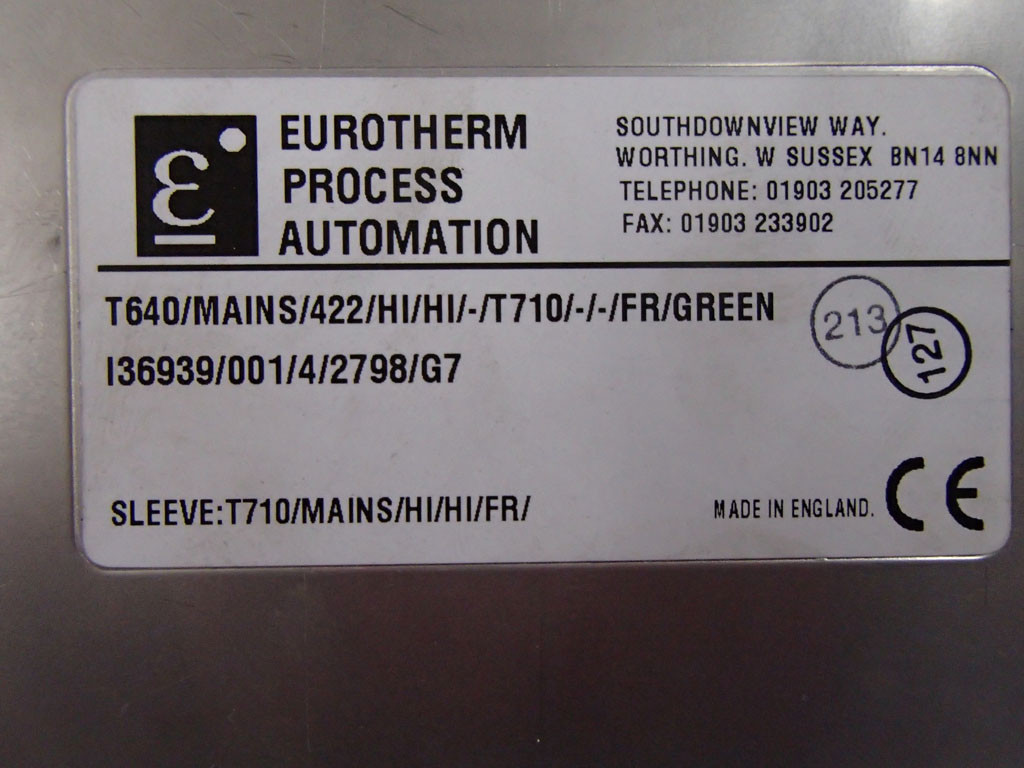 EUROTHERM
PROCESS
AUTOMATION
SOUTHDOWNVIEW WAY.
WORTHING. W SUSSEX BN14 8NN
TELEPHONE: 01903 205277
FAX: 01903 233902
T640/MAINS/422/HI/HI/-/T710/-/-/FR/GREEN
I36939/001/4/2798/G7
213
127
SLEEVE:T710/MAINS/HI/HI/FR/
MADE IN ENGLAND.
CE